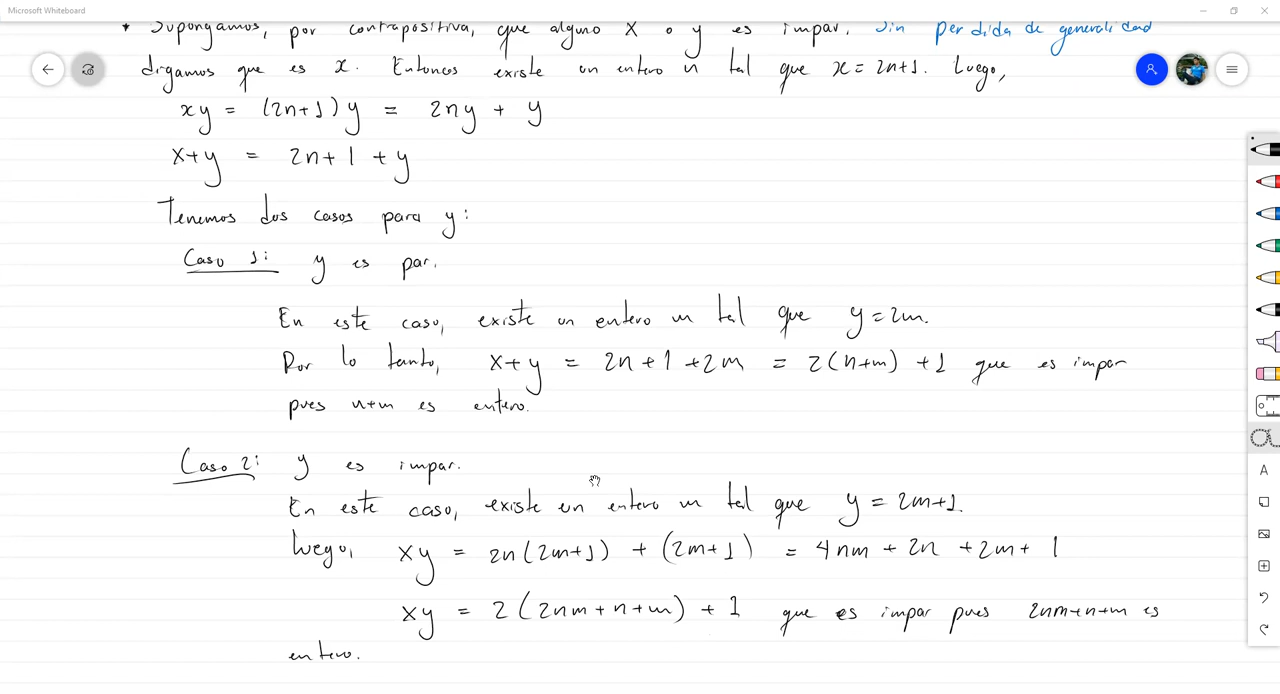 Microsoft Whiteboard
• Supongamos, por contrapositiva, que alguno x o y es impar. Sin perdida de generalidad
digamos que es x. Entonces existe un entero n tal que x = 2n+1. Luego,
xy = (2n+1)y = 2ny + y
x+y = 2n + 1 + y
Tenemos dos casos para y:
Caso 1: y es par.
En este caso, existe un entero m tal que y = 2m.
Por lo tanto, x+y = 2n+1+2m = 2(n+m) +1 que es impar
pues n+m es entero.
Caso 2: y es impar.
En este caso, existe un entero m tal que y = 2m+1.
Luego, xy = 2n(2m+1) + (2m+1) = 4nm + 2n + 2m + 1
xy = 2(2nm+n+m) + 1 que es impar pues 2nm+n+m es
entero.
A